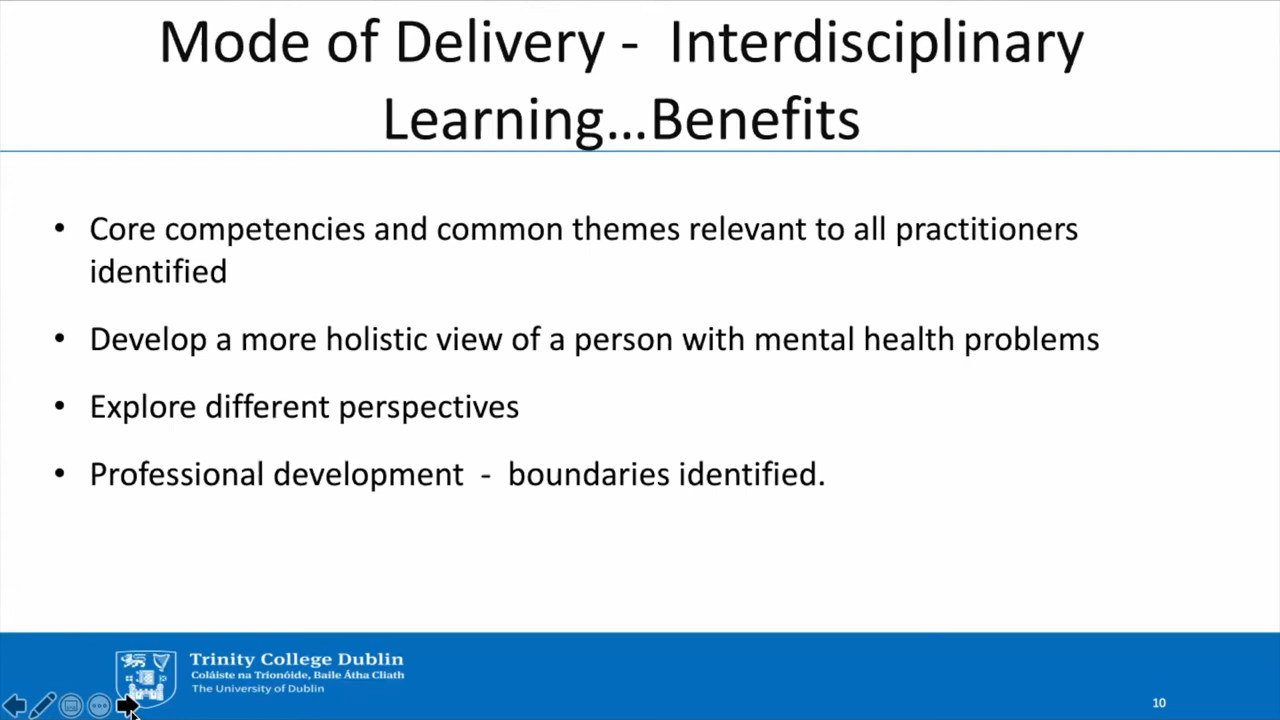 Mode of Delivery - Interdisciplinary
Learning...Benefits
• Core competencies and common themes relevant to all practitioners
identified
• Develop a more holistic view of a person with mental health problems
• Explore different perspectives
• Professional development - boundaries identified.
Trinity College Dublin
Coláiste na Tríonóide, Baile Átha Cliath
The University of Dublin
10